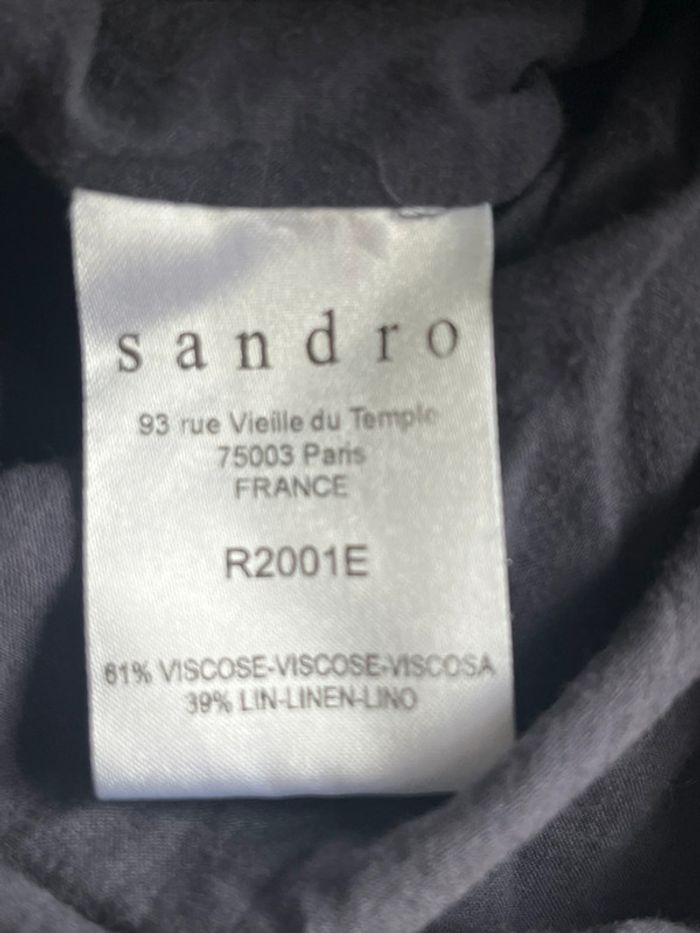 sandro
93 rue Vieille du Temple
75003 Paris
FRANCE
R2001E
61% VISCOSE-VISCOSE-VISCOSA
39% LIN-LINEN-LINO